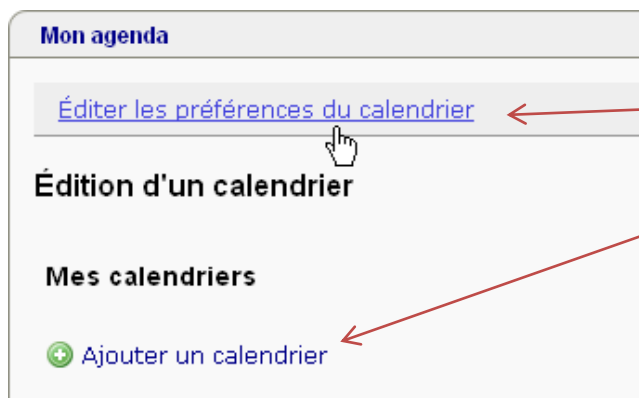 Mon agenda
Éditer les préférences du calendrier
Édition d'un calendrier
Mes calendriers
Ajouter un calendrier